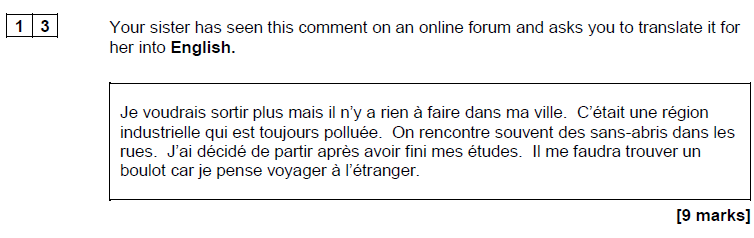 1 3 Your sister has seen this comment on an online forum and asks you to translate it for
her into English.
Je voudrais sortir plus mais il n'y a rien à faire dans ma ville. C'était une région
industrielle qui est toujours polluée. On rencontre souvent des sans-abris dans les
rues. J'ai décidé de partir après avoir fini mes études. Il me faudra trouver un
boulot car je pense voyager à l'étranger.
[9 marks]